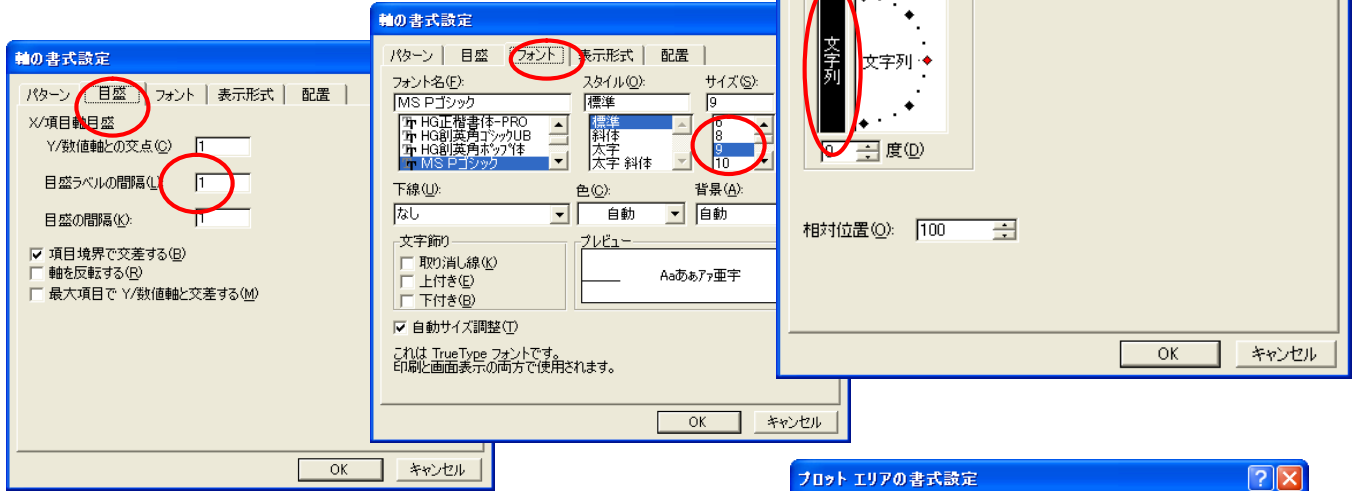 軸の書式設定
パターン
目盛
フォント
表示形式
配置
X/項目軸目盛
Y/数値軸との交点(C)
1
目盛ラベルの間隔(L)
1
目盛の間隔(K):
1
項目境界で交差する(B)
軸を反転する(R)
最大項目で Y/数値軸と交差する(M)
OK
キャンセル
軸の書式設定
パターン
目盛
フォント
表示形式
配置
フォント名(F):
スタイル(O):
サイズ(S):
MS Pゴシック
標準
9
HG正楷書体-PRO
HG創英角ゴシックUB
HG創英角ポップ体
MS Pゴシック
標準
斜体
太字
太字 斜体
6
8
9
10
下線(U):
色(C):
背景(A):
なし
自動
自動
文字飾り
取り消し線(K)
上付き(E)
下付き(B)
プレビュー
Aaあぁアァ亜宇
自動サイズ調整(T)
これは TrueType フォントです。
印刷と画面表示の両方で使用されます。
OK
キャンセル
文字列
文字列
0
度(D)
相対位置(O):
100
OK
キャンセル
プロット エリアの書式設定